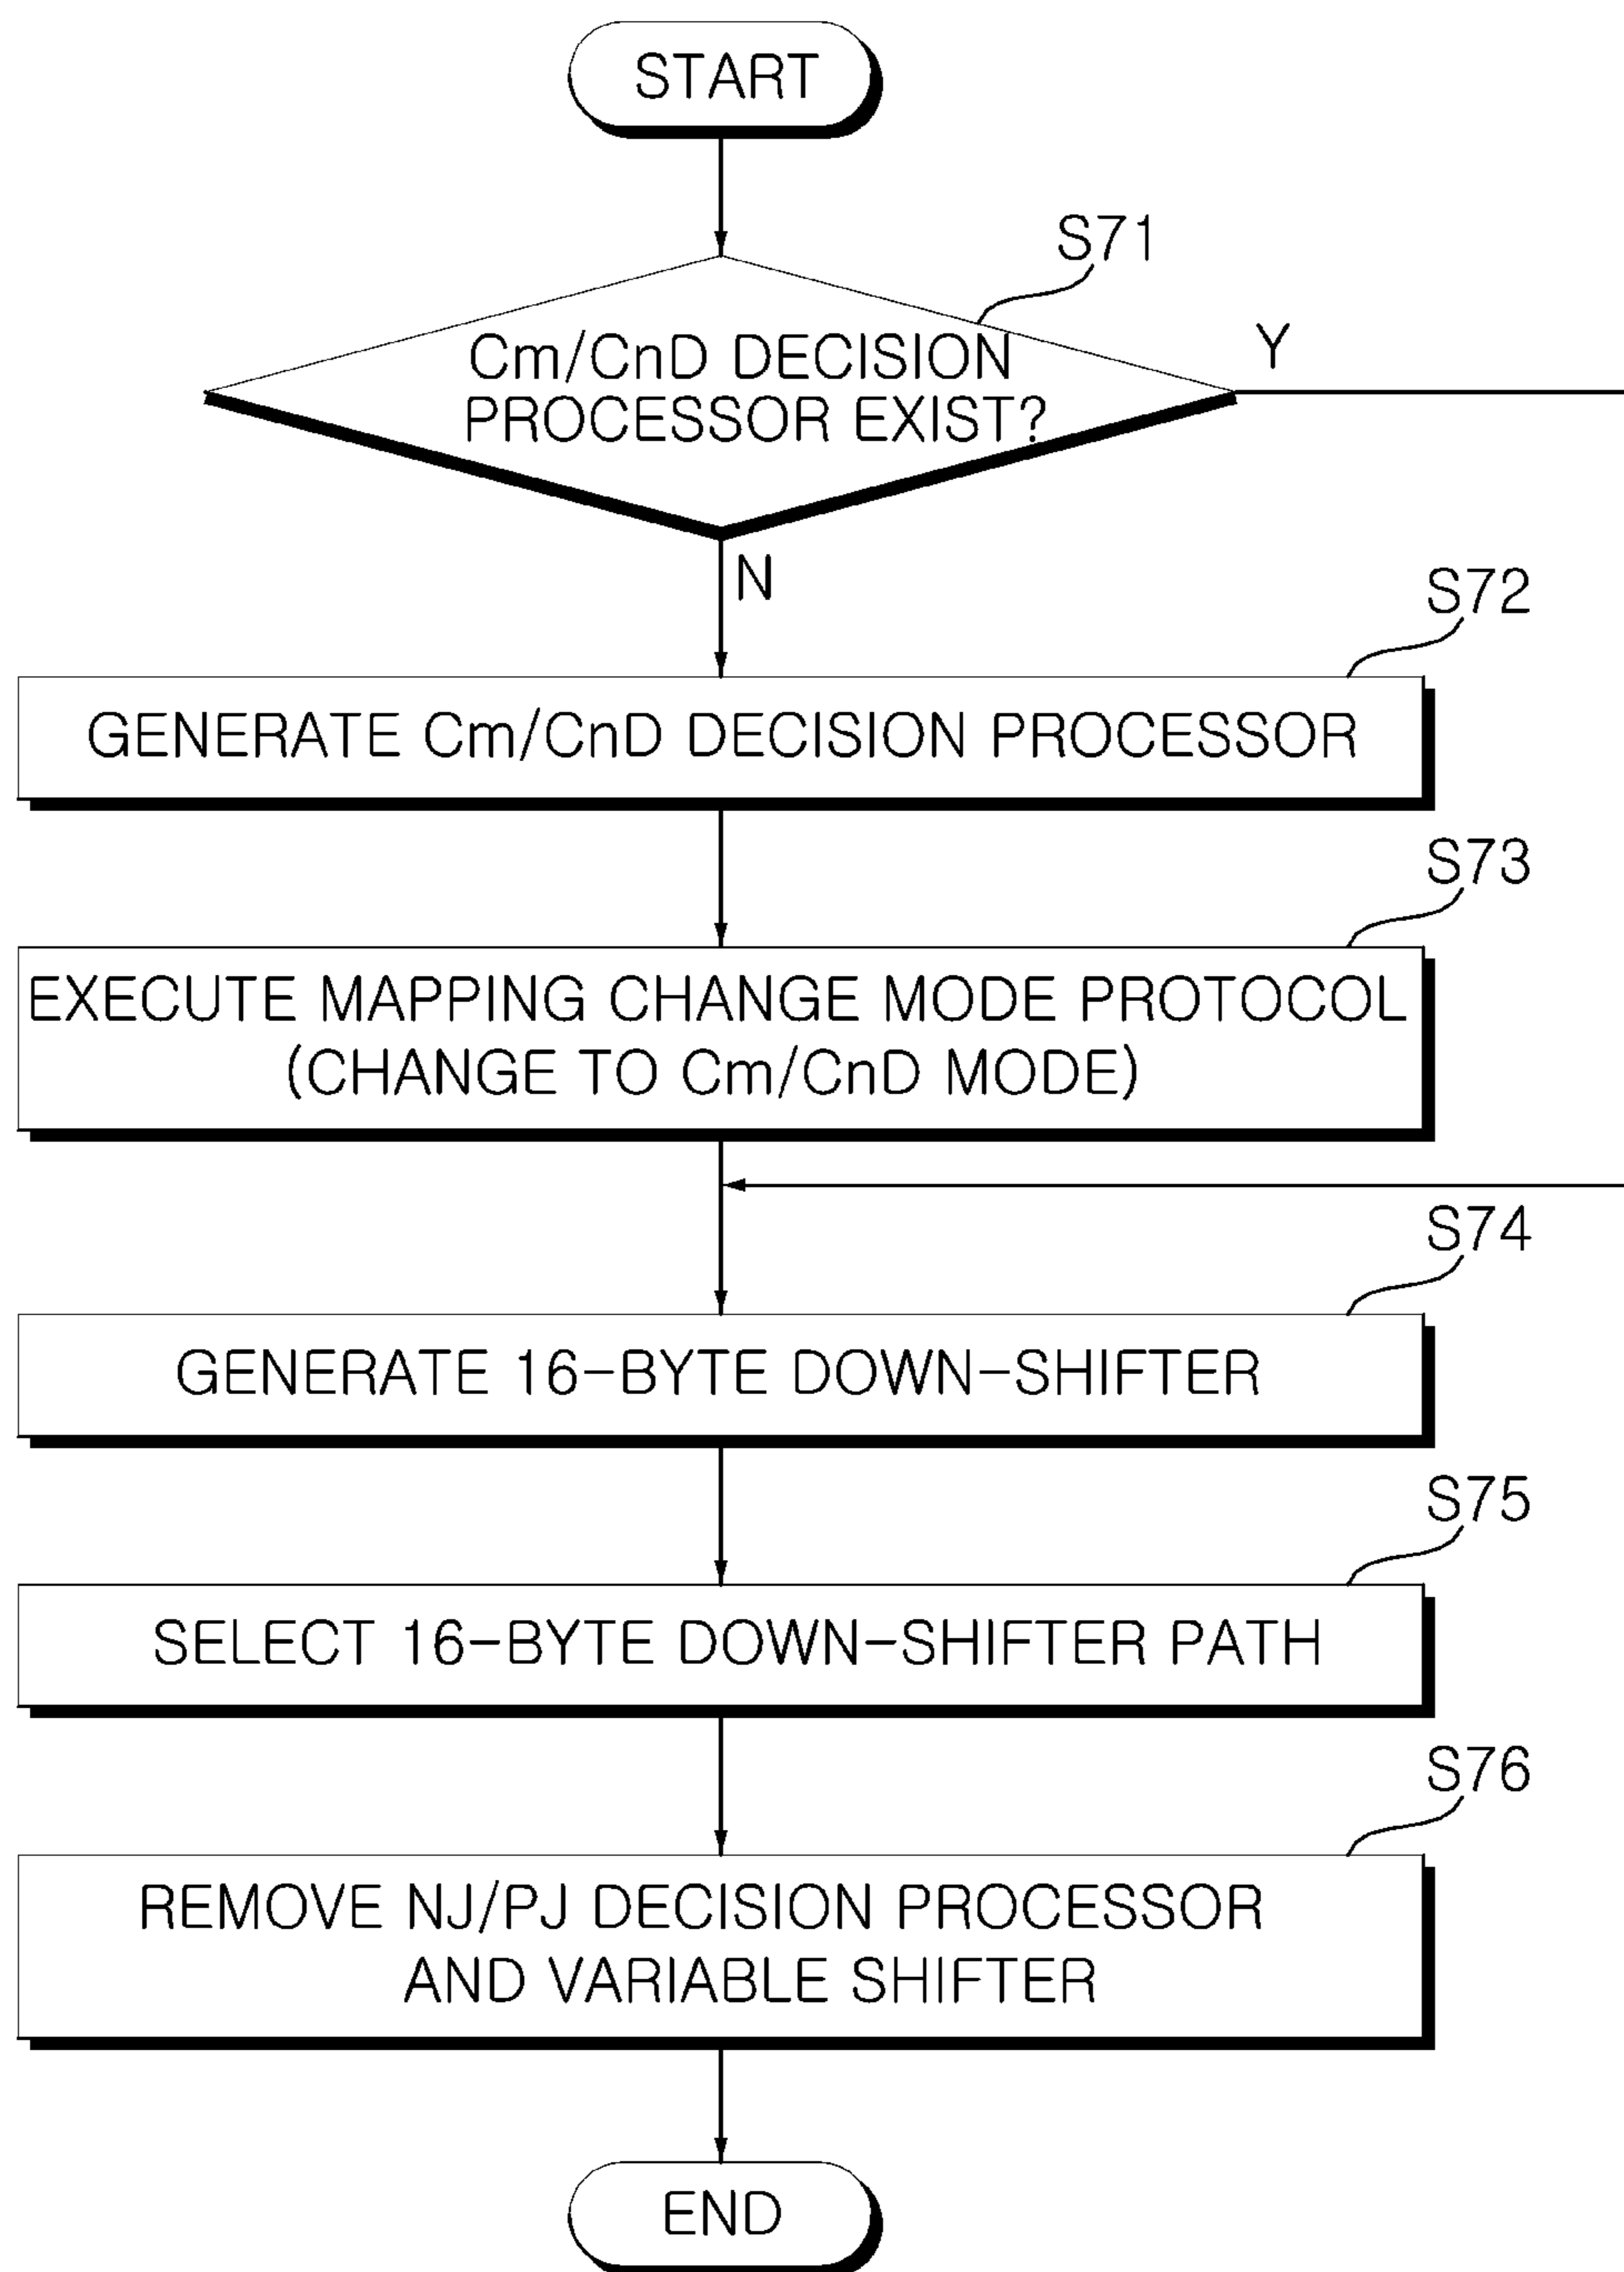 START
S71
Cm/CnD DECISION
PROCESSOR EXIST?
Y
N
S72
GENERATE Cm/CnD DECISION PROCESSOR
S73
EXECUTE MAPPING CHANGE MODE PROTOCOL
(CHANGE TO Cm/CnD MODE)
S74
GENERATE 16-BYTE DOWN-SHIFTER
S75
SELECT 16-BYTE DOWN-SHIFTER PATH
S76
REMOVE NJ/PJ DECISION PROCESSOR
AND VARIABLE SHIFTER
END